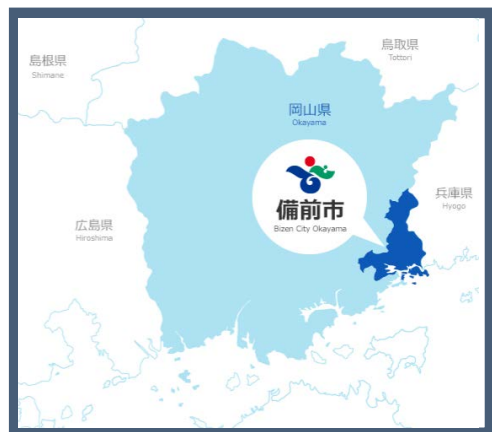 島根県
Shimane
鳥取県
Tottori
岡山県
Okayama
備前市
Bizen City Okayama
兵庫県
Hyogo
広島県
Hiroshima